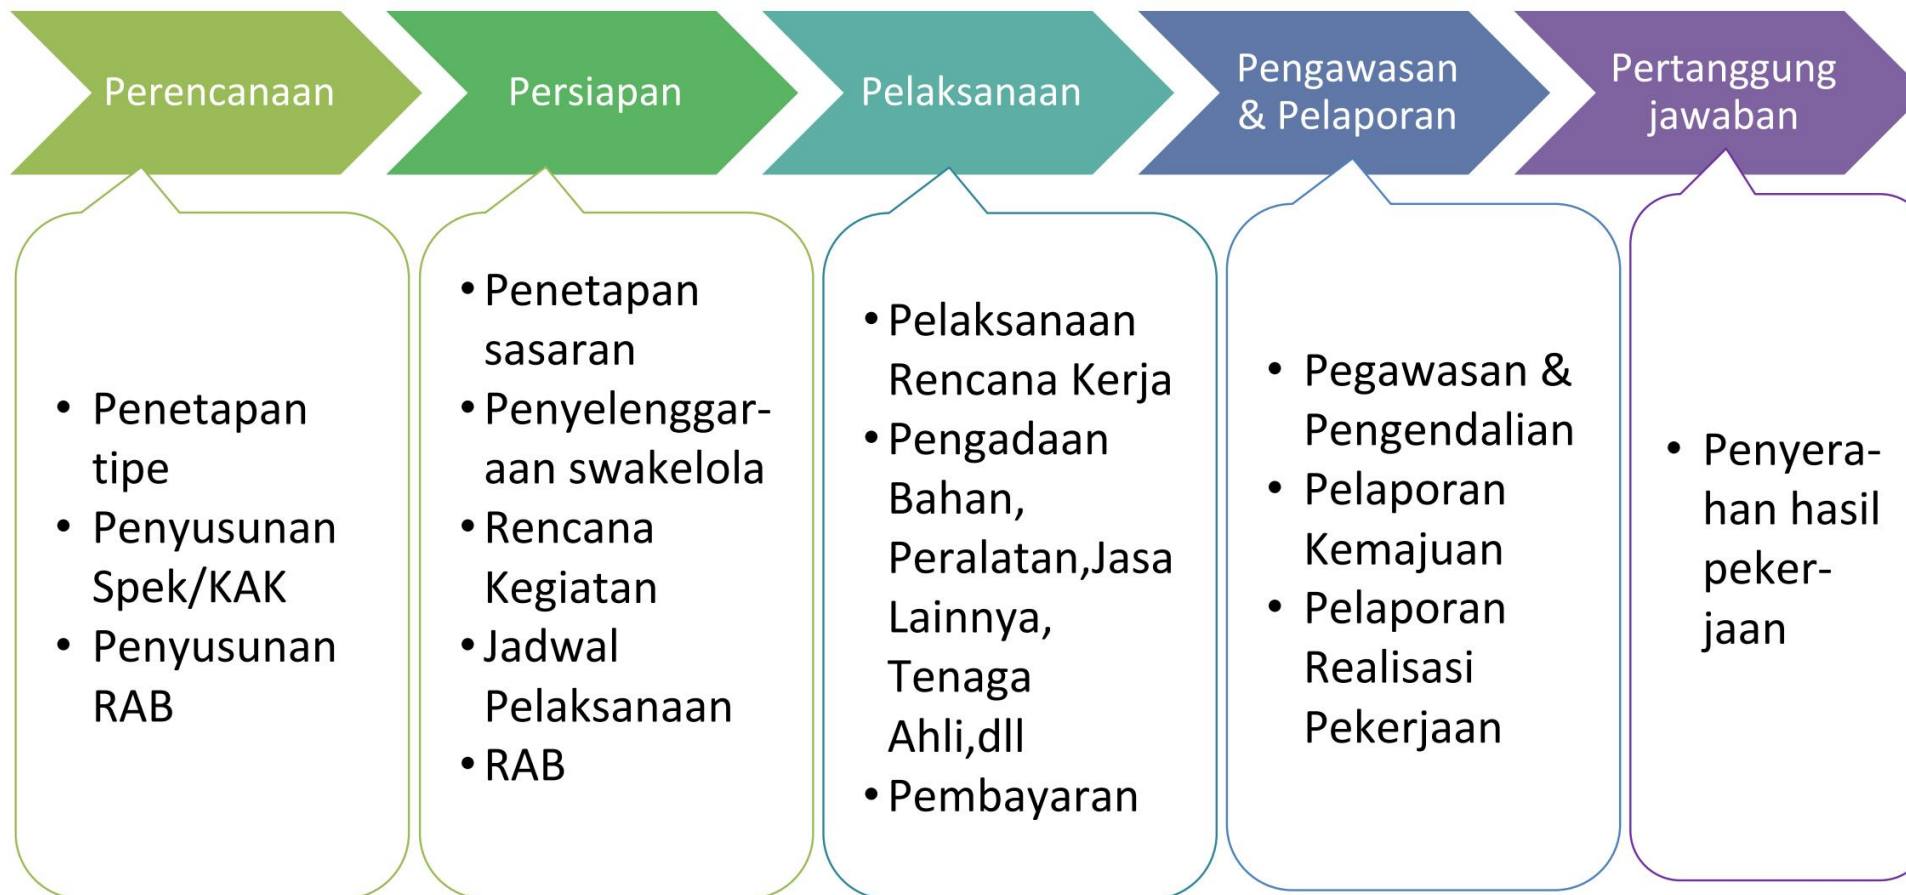 Perencanaan
Persiapan
Pelaksanaan
Pengawasan
& Pelaporan
Pertanggung
jawaban
• Penetapan
tipe
• Penyusunan
Spek/KAK
• Penyusunan
RAB
• Penetapan
sasaran
• Penyelenggar-
aan swakelola
• Rencana
Kegiatan
• Jadwal
Pelaksanaan
• RAB
• Pelaksanaan
Rencana Kerja
• Pengadaan
Bahan,
Peralatan,Jasa
Lainnya,
Tenaga
Ahli,dll
• Pembayaran
• Pegawasan &
Pengendalian
• Pelaporan
Kemajuan
• Pelaporan
Realisasi
Pekerjaan
• Penyera-
han hasil
peker-
jaan